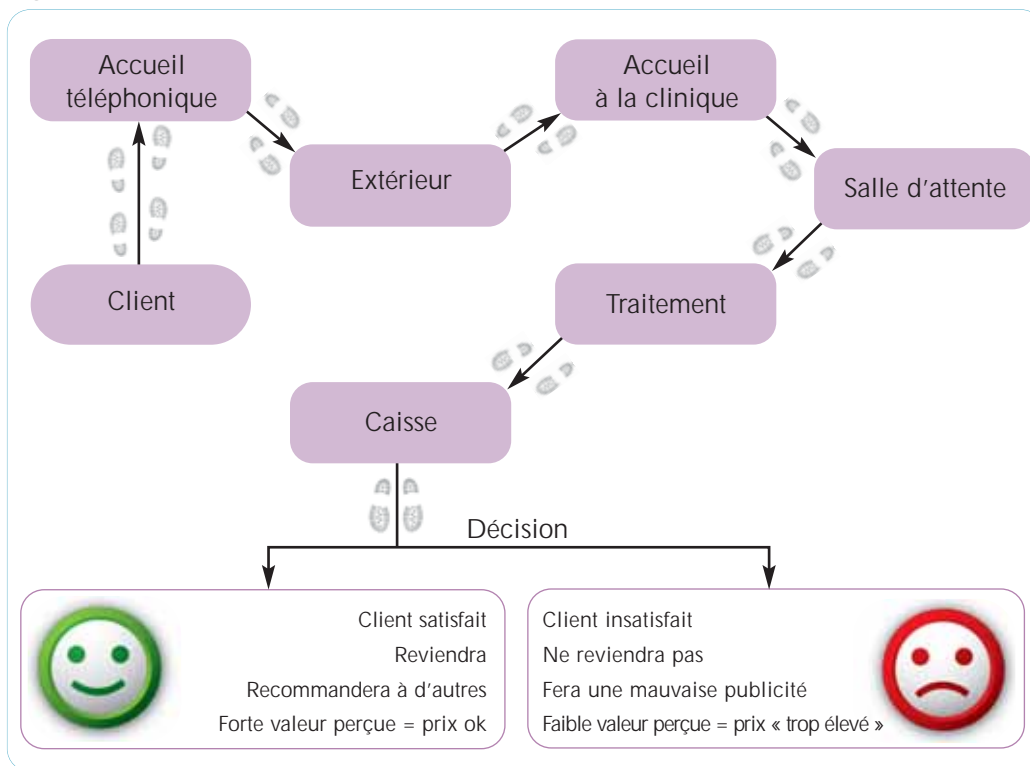 Accueil
téléphonique
Extérieur
Accueil
à la clinique
Salle d'attente
Client
Traitement
Caisse
Décision
Client satisfait
Reviendra
Recommandera à d'autres
Forte valeur perçue = prix ok
Client insatisfait
Ne reviendra pas
Fera une mauvaise publicité
Faible valeur perçue = prix « trop élevé »